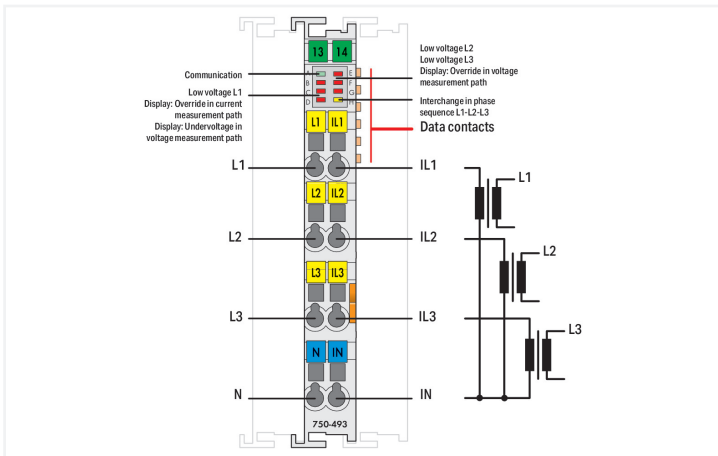 13 14
Communication
Low voltage L1
Display: Override in current
measurement path
Display: Undervoltage in
voltage measurement path
A E
B F
C G
D H
Low voltage L2
Low voltage L3
Display: Override in voltage
measurement path
Interchange in phase
sequence L1-L2-L3
Data contacts
L1 IL1
L1 IL1
L1
L2 IL2
L2 IL2
L2
L3 IL3
L3 IL3
L3
N IN
N IN
750-493